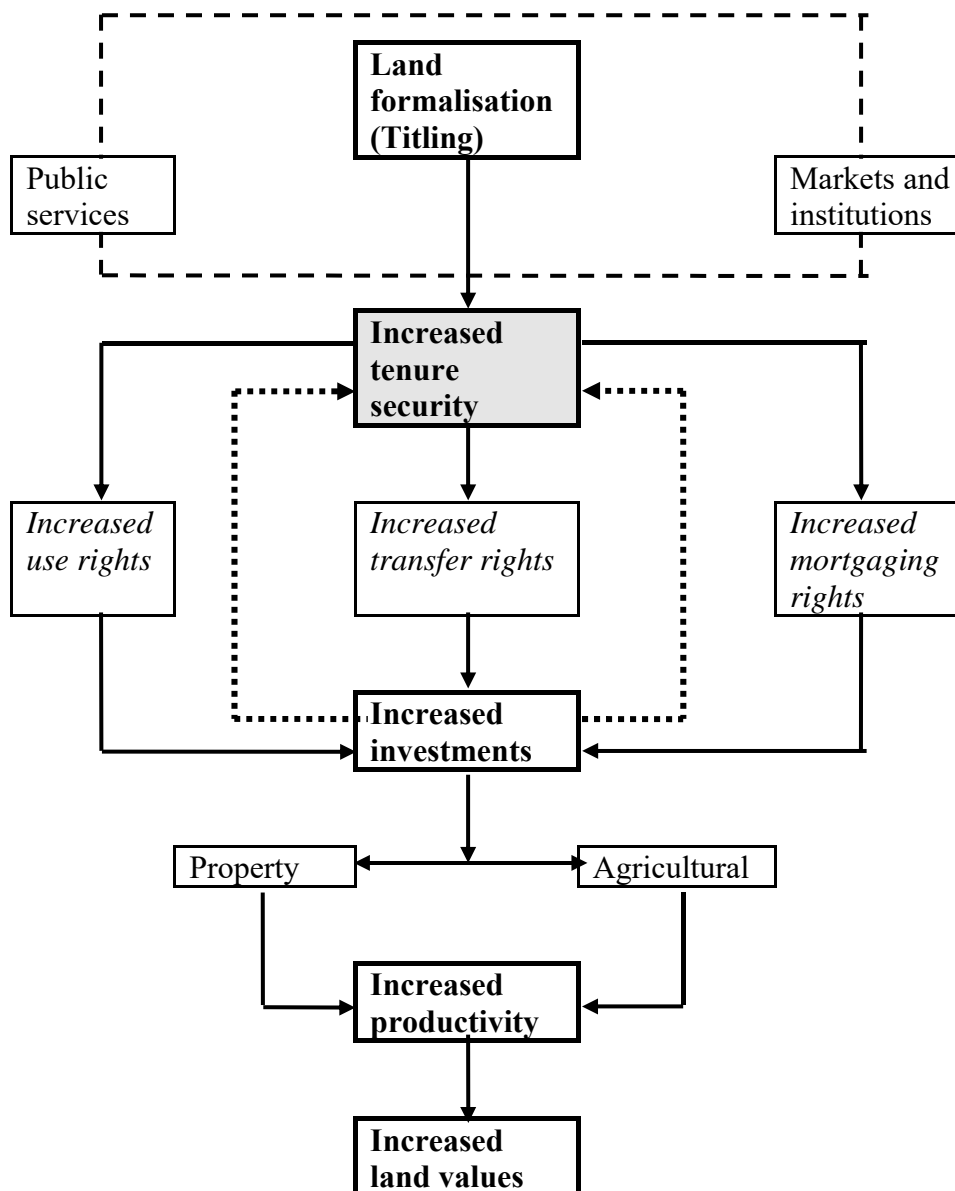 Land
formalisation
(Titling)
Public
services
Markets and
institutions
Increased
tenure
security
Increased
use rights
Increased
transfer rights
Increased
mortgaging
rights
Increased
investments
Property
Agricultural
Increased
productivity
Increased
land values